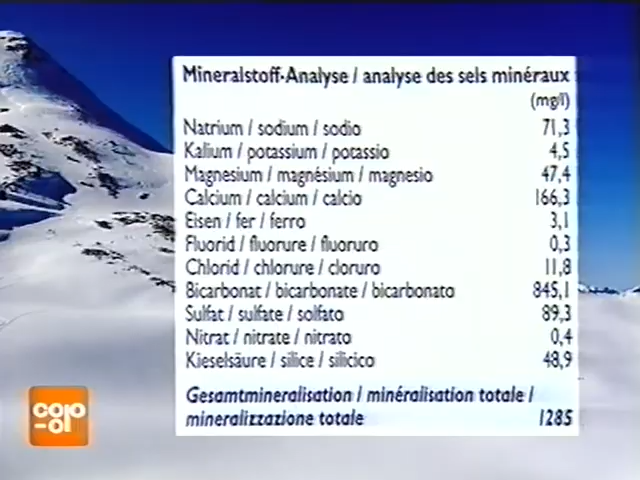 Mineralstoff-Analyse / analyse des sels minéraux
(mg/l)
Natrium / sodium / sodio 71,3
Kalium / potassium / potassio 4,5
Magnesium / magnésium / magnesio 47,4
Calcium / calcium / calcio 166,3
Eisen / fer / ferro 3,1
Fluorid / fluorure / fluoruro 0,3
Chlorid / chlorure / cloruro 11,8
Bicarbonat / bicarbonate / bicarbonato 845,1
Sulfat / sulfate / solfato 89,3
Nitrat / nitrate / nitrato 0,4
Kieselsäure / silice / silicico 48,9
Gesamtmineralisation / minéralisation totale /
mineralizzazione totale 1285